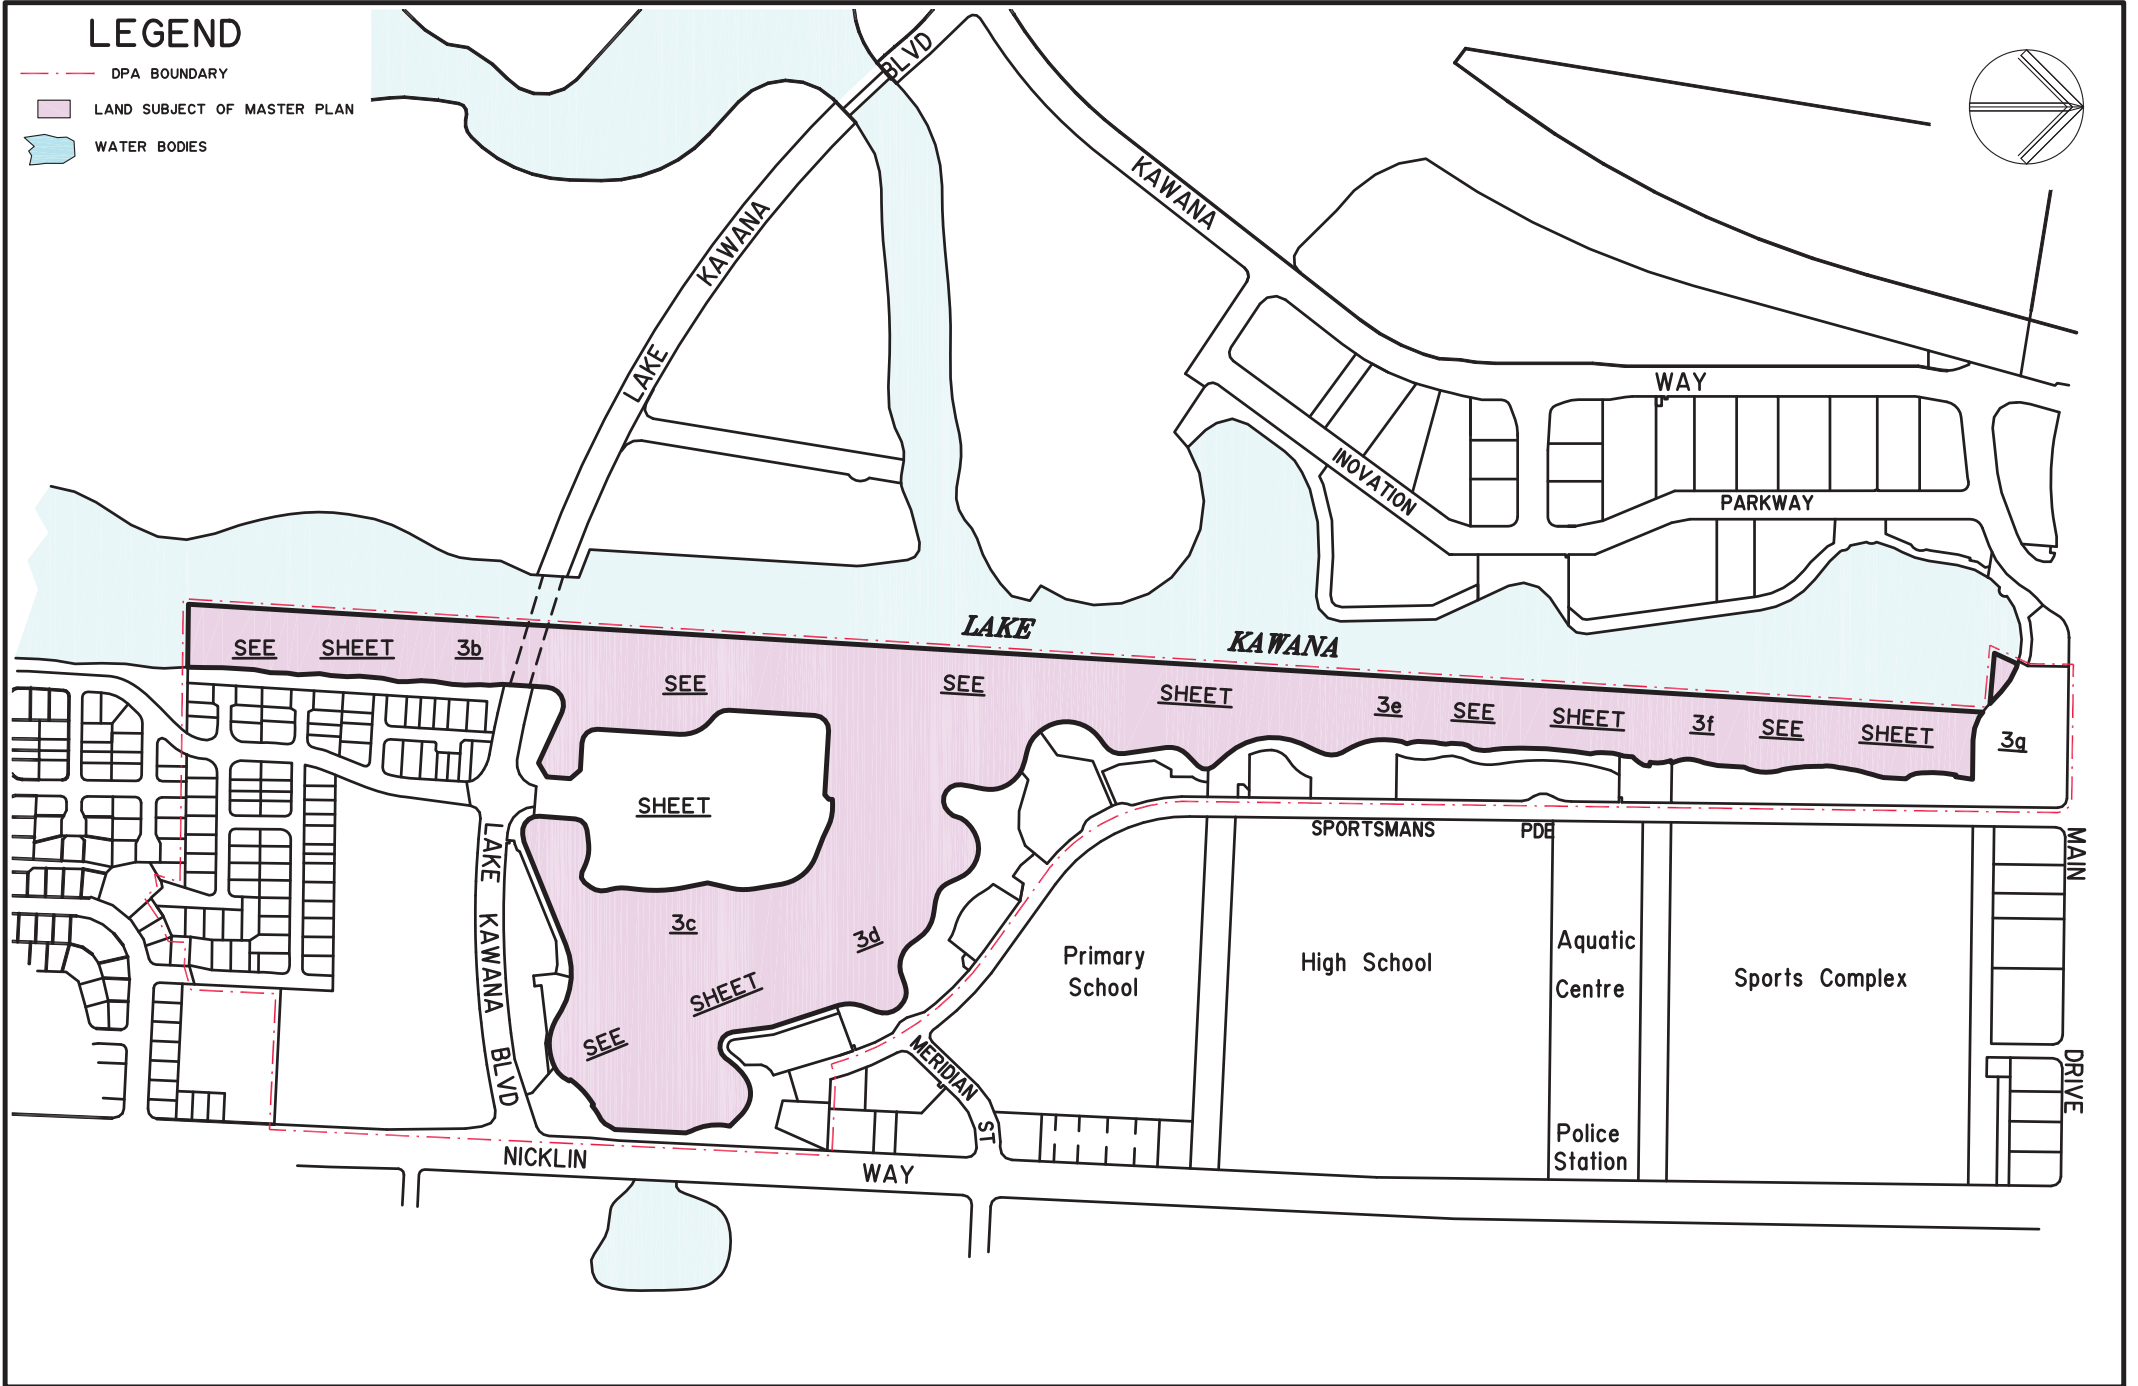 LEGEND
DPA BOUNDARY
LAND SUBJECT OF MASTER PLAN
WATER BODIES
BLVD
KAWANA
LAKE
KAWANA
WAY
INOVATION
PARKWAY
LAKE KAWANA
SEE SHEET 3b
SEE
SHEET
3c
SEE SHEET 3e
SEE SHEET 3f
SEE SHEET
3g
SEE SHEET 3d
LAKE KAWANA BLVD
SPORTSMANS PDE
MAIN
DRIVE
Primary
School
High School
Aquatic
Centre
Sports Complex
Police
Station
MERIDIAN
ST
NICKLIN WAY